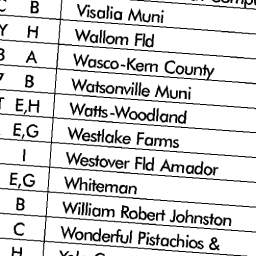 B Visalia Muni
Y H Wallom Fld
A Wasco-Kern County
B Watsonville Muni
E,H Watts-Woodland
E,G Westlake Farms
I Westover Fld Amador
E,G Whiteman
B William Robert Johnston
C Wonderful Pistachios &
H